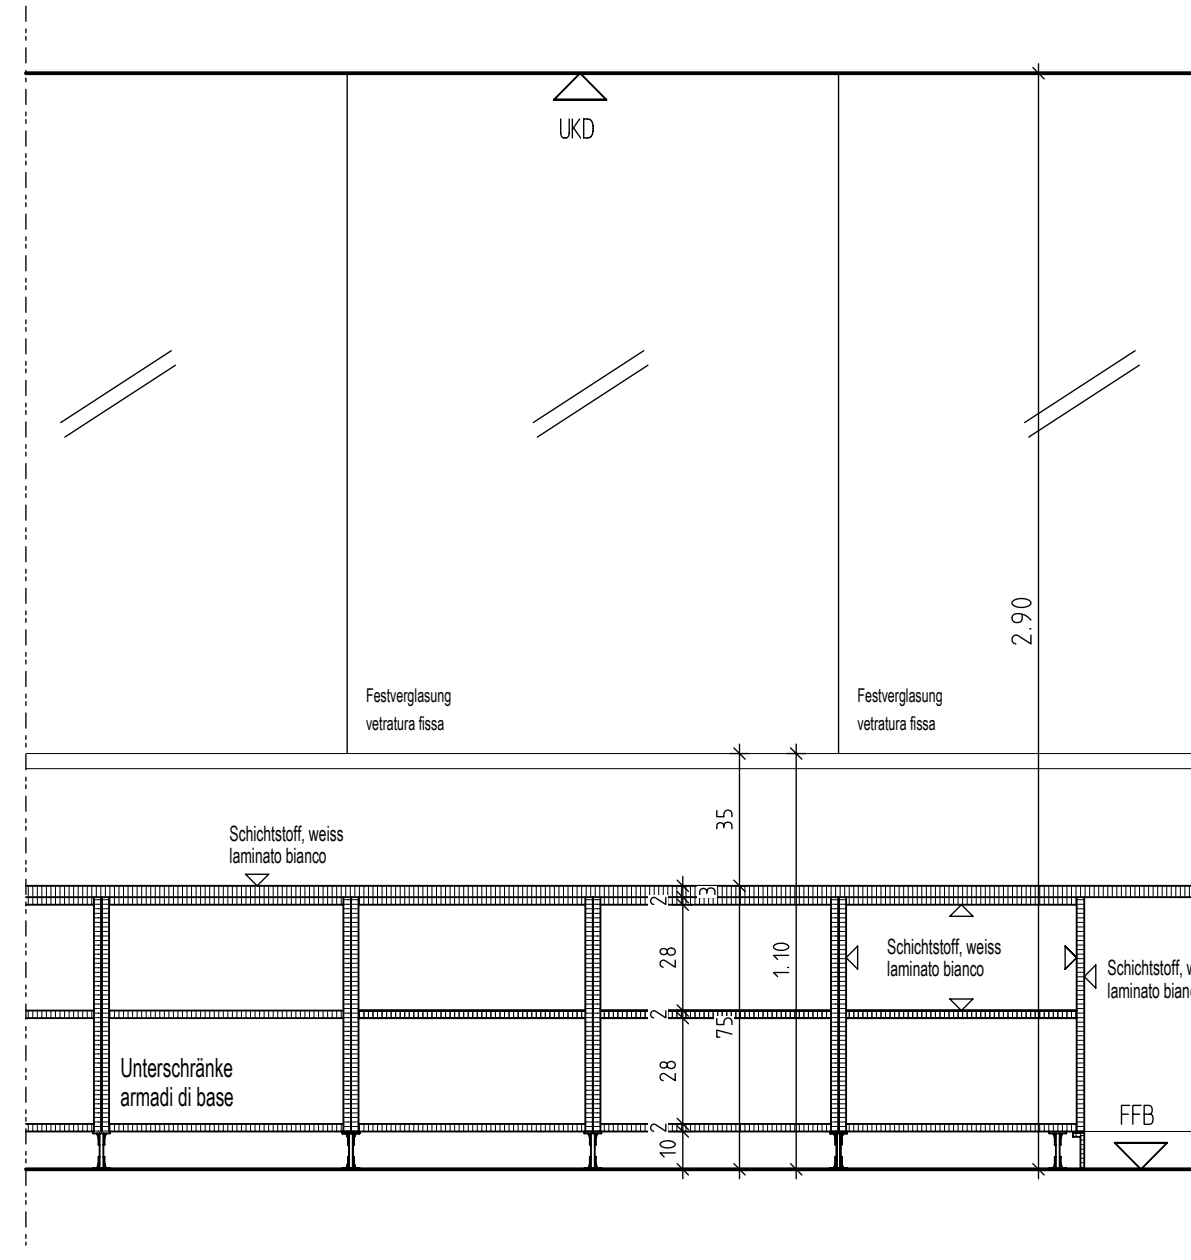 UKD
2.90
Festverglasung
vetratura fissa
Festverglasung
vetratura fissa
35
Schichtstoff, weiss
laminato bianco
3
2
28
1.10
Schichtstoff, weiss
laminato bianco
Schichtstoff,
laminato
2
75
28
Unterschränke
armadi di base
2
10
FFB